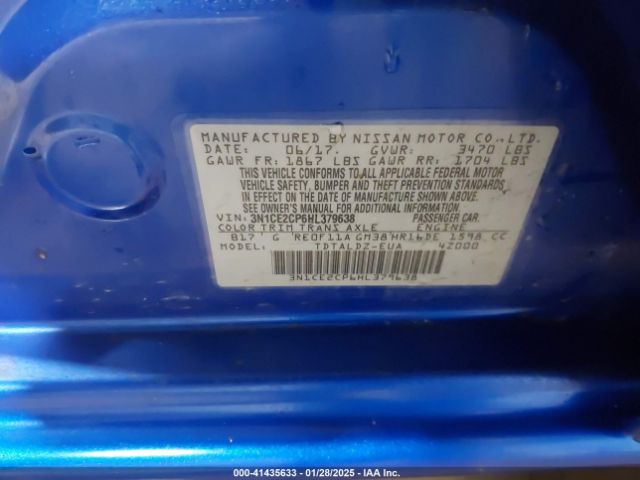 MANUFACTURED BY NISSAN MOTOR CO., LTD.
DATE: 06/17. GVWR: 3470 LBS
GAWR FR: 1867 LBS GAWR RR: 1704 LBS
THIS VEHICLE CONFORMS TO ALL APPLICABLE FEDERAL MOTOR
VEHICLE SAFETY, BUMPER AND THEFT PREVENTION STANDARDS
IN EFFECT ON THE DATE OF MANUFACTURE SHOWN ABOVE.
SEE OWNER'S MANUAL FOR ADDITIONAL INFORMATION
VIN: 3N1CE2CP6HL379638 PASSENGER CAR.
COLOR TRIM TRANS AXLE ENGINE
B17 G RE0F11A GM38 HR16DE 1598 CC
MODEL: TDTALDZ-EUA 4Z000
3N1CE2CP6HL379638
000-41435633 - 01/28/2025 - IAA Inc.